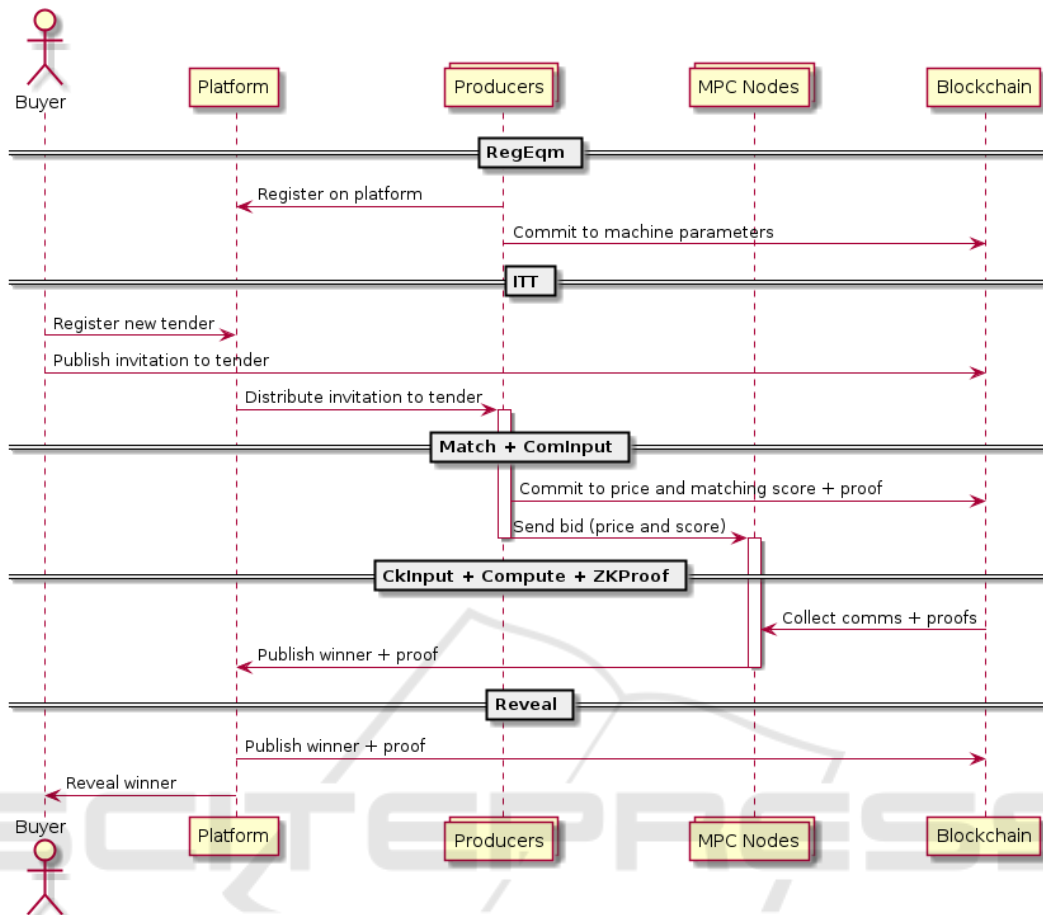 Buyer
Platform
Producers
MPC Nodes
Blockchain
RegEqm
Register on platform
Commit to machine parameters
ITT
Register new tender
Publish invitation to tender
Distribute invitation to tender
Match + ComInput
Commit to price and matching score + proof
Send bid (price and score)
CkInput + Compute + ZKProof
Collect comms + proofs
Publish winner + proof
Reveal
Publish winner + proof
Reveal winner
Buyer
Platform
Producers
MPC Nodes
Blockchain
SCITEPRESS